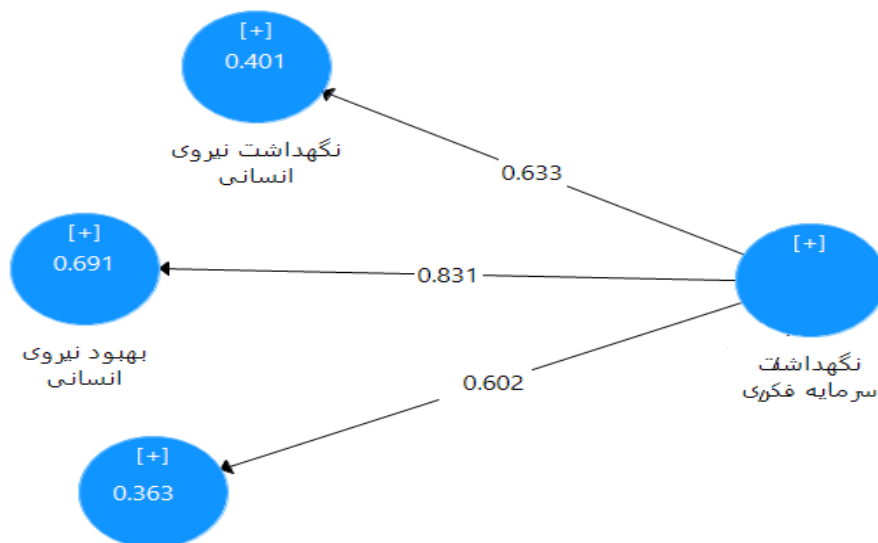 [+]
0.401
نگهداشت نیروی
انسانی
0.633
[+]
0.691
بهبود نیروی
انسانی
0.831
[+]
نگهداشت
سرمایه فکری
0.602
[+]
0.363